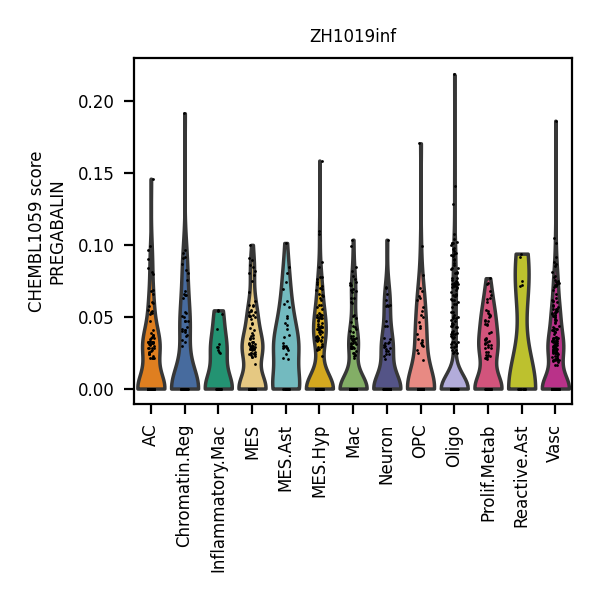 ZH1019inf
CHEMBL1059 score
PREGABALIN
0.20
0.15
0.10
0.05
0.00
AC
Chromatin.Reg
Inflammatory.Mac
MES
MES.Ast
MES.Hyp
Mac
Neuron
OPC
Oligo
Prolif.Metab
Reactive.Ast
Vasc